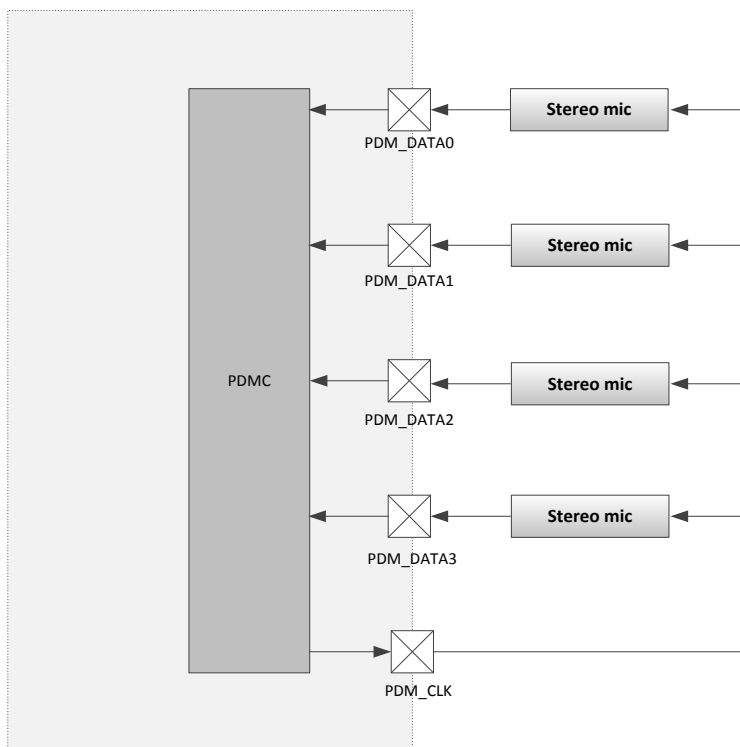 Stereo mic
PDM_DATA0
Stereo mic
PDM_DATA1
PDMC
Stereo mic
PDM_DATA2
Stereo mic
PDM_DATA3
PDM_CLK